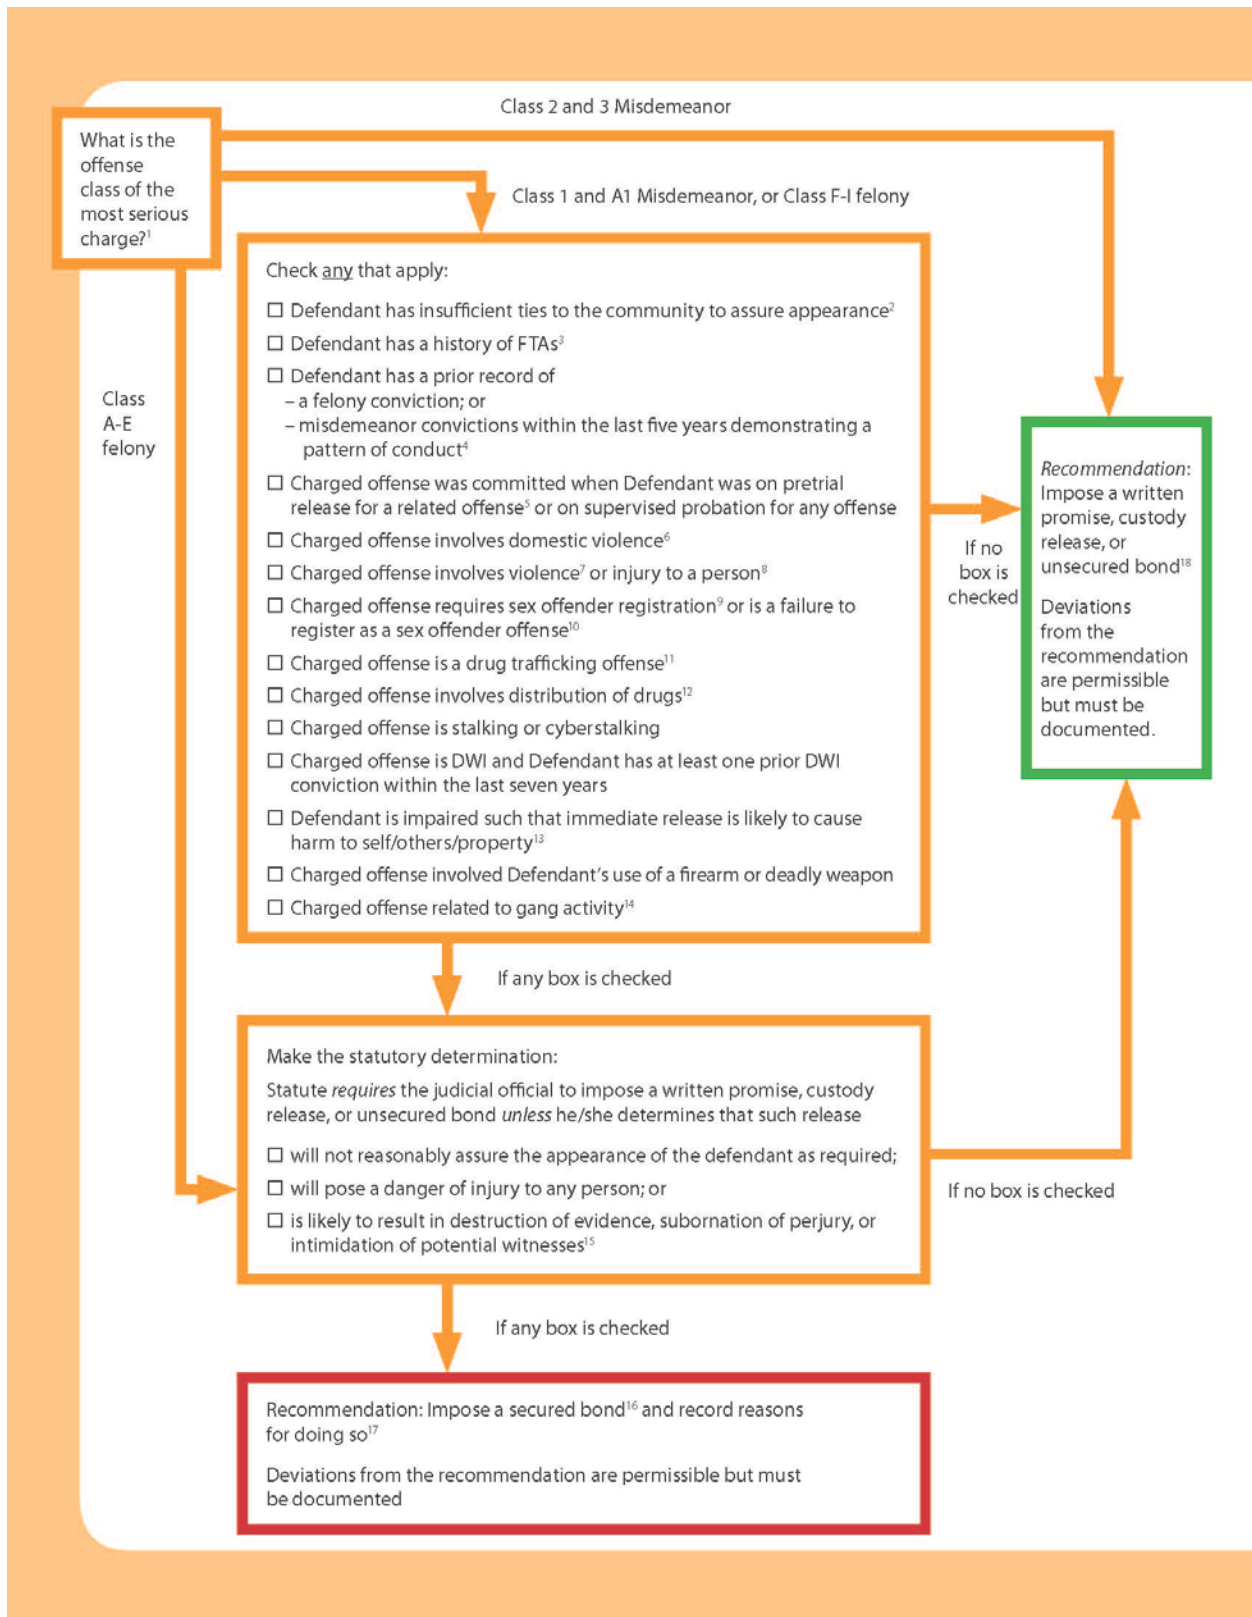 Class 2 and 3 Misdemeanor
What is the
offense
class of the
most serious
charge?1
Class 1 and A1 Misdemeanor, or Class F-I felony
Check any that apply:
☐ Defendant has insufficient ties to the community to assure appearance2
☐ Defendant has a history of FTAs3
☐ Defendant has a prior record of
– a felony conviction; or
– misdemeanor convictions within the last five years demonstrating a
pattern of conduct4
☐ Charged offense was committed when Defendant was on pretrial
release for a related offense5 or on supervised probation for any offense
☐ Charged offense involves domestic violence6
☐ Charged offense involves violence7 or injury to a person8
☐ Charged offense requires sex offender registration9 or is a failure to
register as a sex offender offense10
☐ Charged offense is a drug trafficking offense11
☐ Charged offense involves distribution of drugs12
☐ Charged offense is stalking or cyberstalking
☐ Charged offense is DWI and Defendant has at least one prior DWI
conviction within the last seven years
☐ Defendant is impaired such that immediate release is likely to cause
harm to self/others/property13
☐ Charged offense involved Defendant's use of a firearm or deadly weapon
☐ Charged offense related to gang activity14
Class
A-E
felony
If no
box is
checked
Recommendation:
Impose a written
promise, custody
release, or
unsecured bond18
Deviations
from the
recommendation
are permissible
but must be
documented.
If any box is checked
Make the statutory determination:
Statute requires the judicial official to impose a written promise, custody
release, or unsecured bond unless he/she determines that such release
☐ will not reasonably assure the appearance of the defendant as required;
☐ will pose a danger of injury to any person; or
☐ is likely to result in destruction of evidence, subornation of perjury, or
intimidation of potential witnesses15
If no box is checked
If any box is checked
Recommendation: Impose a secured bond16 and record reasons
for doing so17
Deviations from the recommendation are permissible but must
be documented